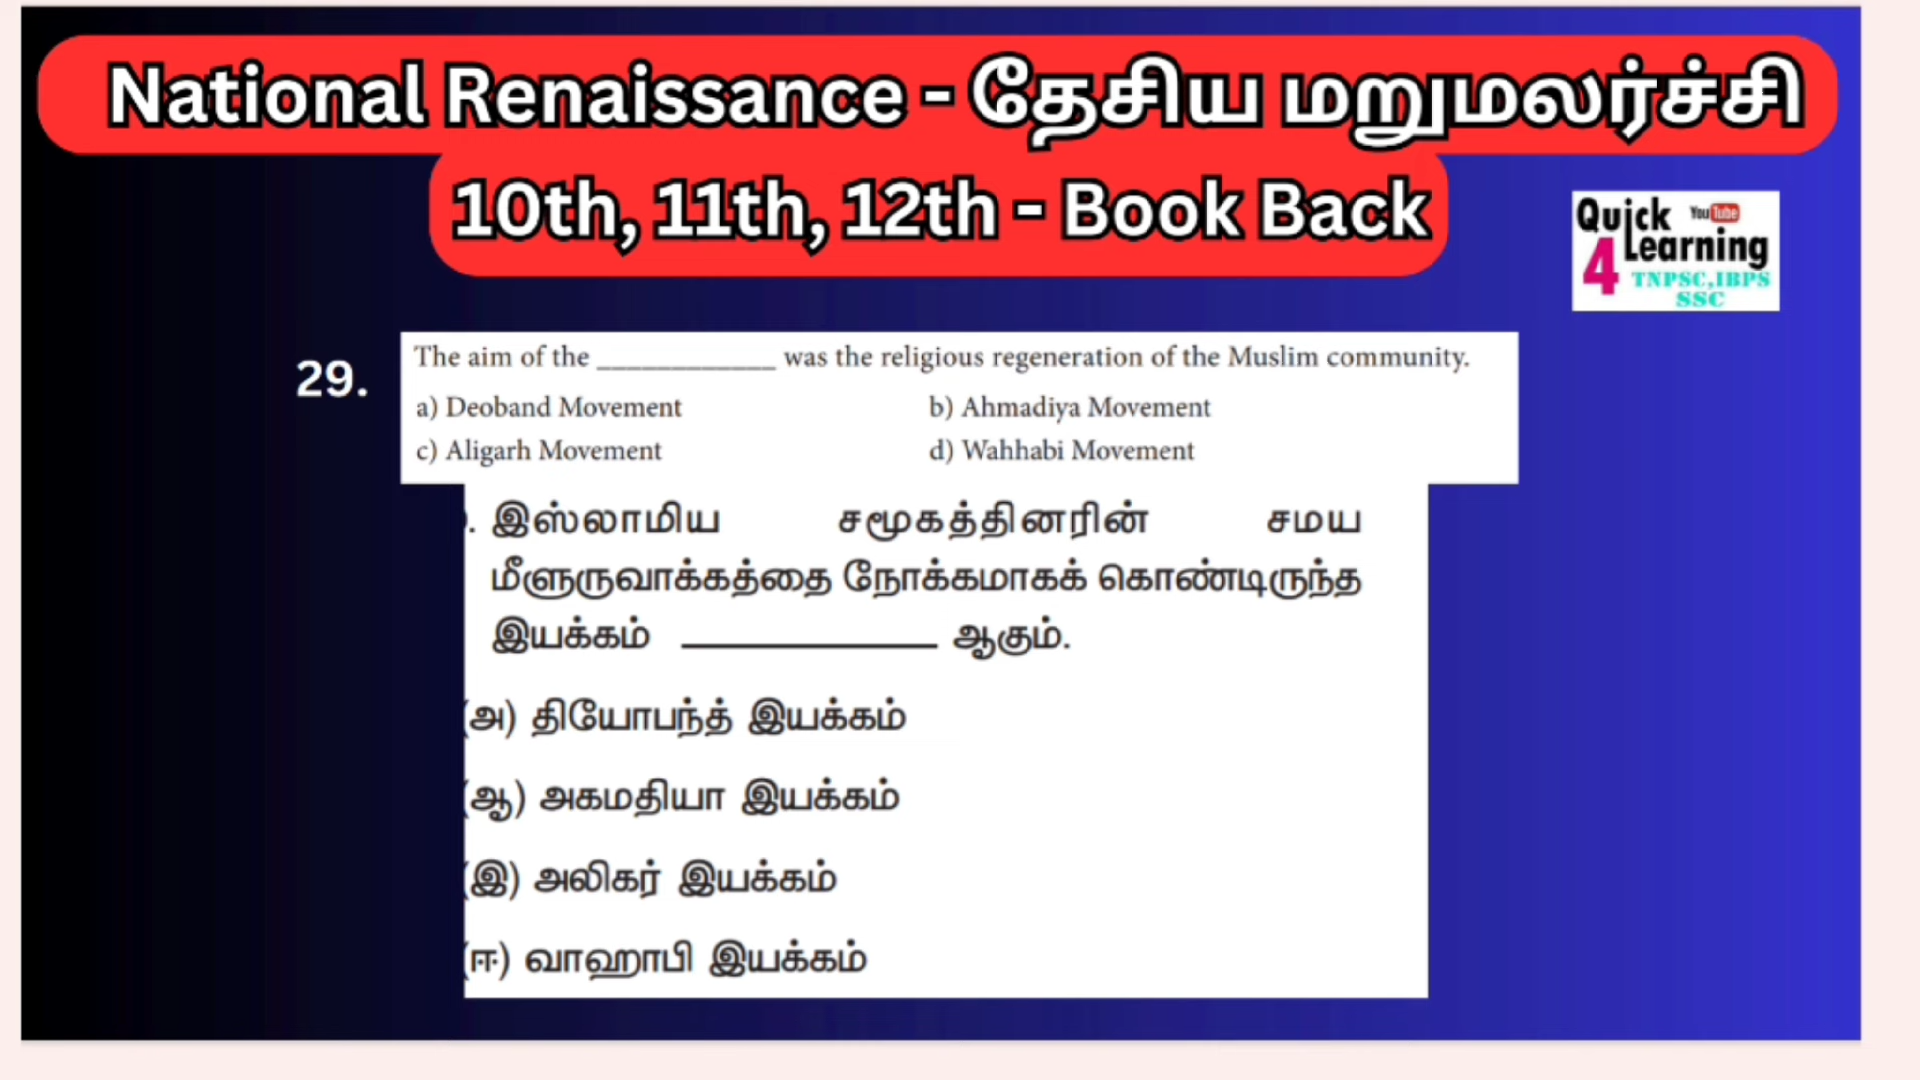 National Renaissance - தேசிய மறுமலர்ச்சி
10th, 11th, 12th - Book Back
Quick YouTube
4 Learning
TNPSC,IBPS
SSC
29.
The aim of the ____________ was the religious regeneration of the Muslim community.
a) Deoband Movement b) Ahmadiya Movement
c) Aligarh Movement d) Wahhabi Movement
. இஸ்லாமிய சமூகத்தினரின் சமய
மீளுருவாக்கத்தை நோக்கமாகக் கொண்டிருந்த
இயக்கம் ____________ ஆகும்.
(அ) தியோபந்த் இயக்கம்
(ஆ) அகமதியா இயக்கம்
(இ) அலிகர் இயக்கம்
(ஈ) வாஹாபி இயக்கம்